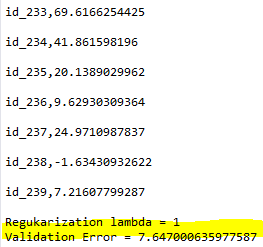 id_233,69.6166254425
id_234,41.861598196
id_235,20.1389029962
id_236,9.62930309364
id_237,24.9710987837
id_238,-1.63430932622
id_239,7.21607799287
Regukarization lambda = 1
Validation Error = 7.647000635977587